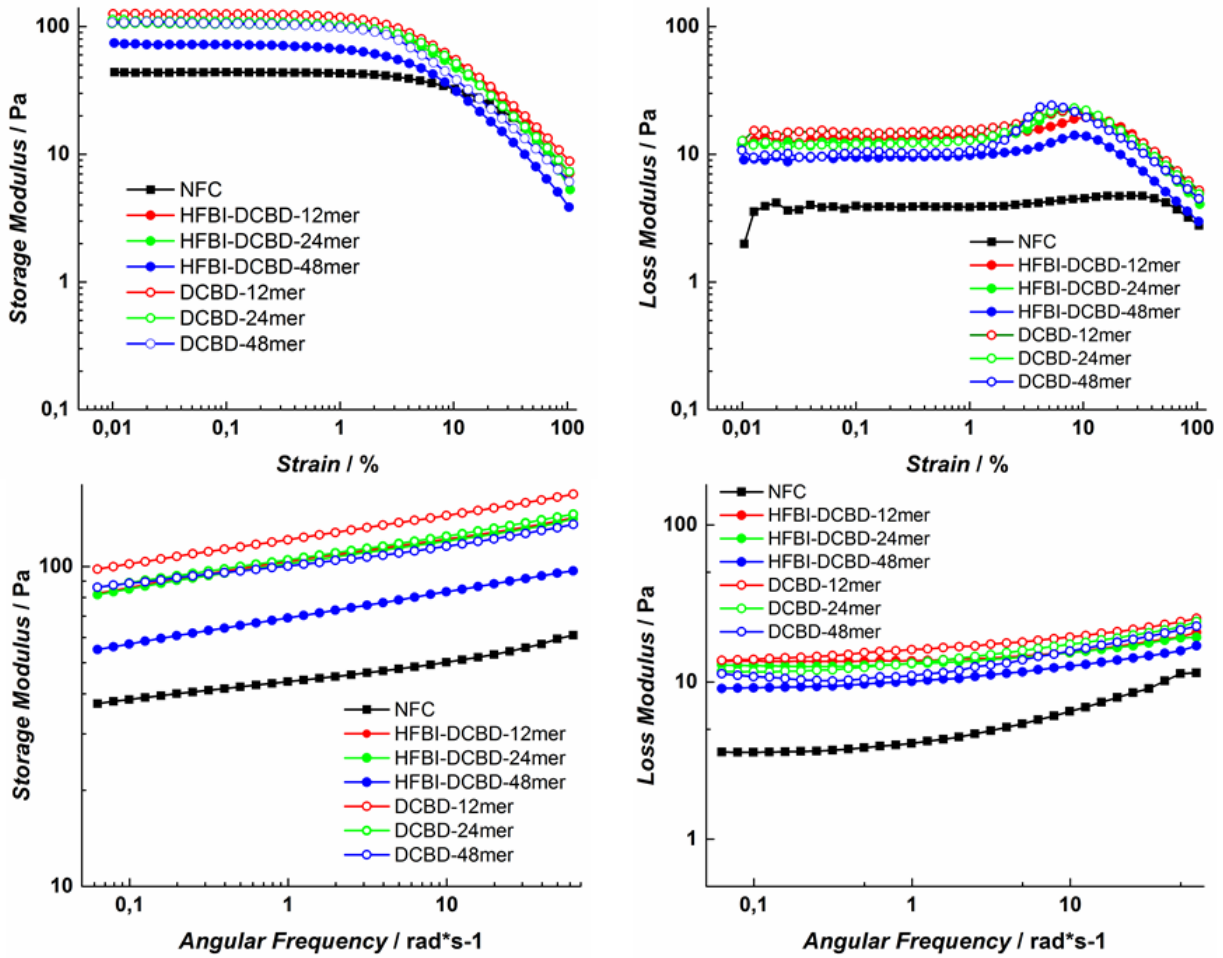 Storage Modulus / Pa
100
10
1
0,1
NFC
HFBI-DCBD-12mer
HFBI-DCBD-24mer
HFBI-DCBD-48mer
DCBD-12mer
DCBD-24mer
DCBD-48mer
0,01 0,1 1 10 100
Strain / %
Loss Modulus / Pa
100
10
1
0,1
NFC
HFBI-DCBD-12mer
HFBI-DCBD-24mer
HFBI-DCBD-48mer
DCBD-12mer
DCBD-24mer
DCBD-48mer
0,01 0,1 1 10 100
Strain / %
Storage Modulus / Pa
100
10
NFC
HFBI-DCBD-12mer
HFBI-DCBD-24mer
HFBI-DCBD-48mer
DCBD-12mer
DCBD-24mer
DCBD-48mer
0,1 1 10
Angular Frequency / rad*s-1
Loss Modulus / Pa
NFC
HFBI-DCBD-12mer
HFBI-DCBD-24mer
HFBI-DCBD-48mer
DCBD-12mer
DCBD-24mer
DCBD-48mer
100
10
1
0,1 1 10
Angular Frequency / rad*s-1